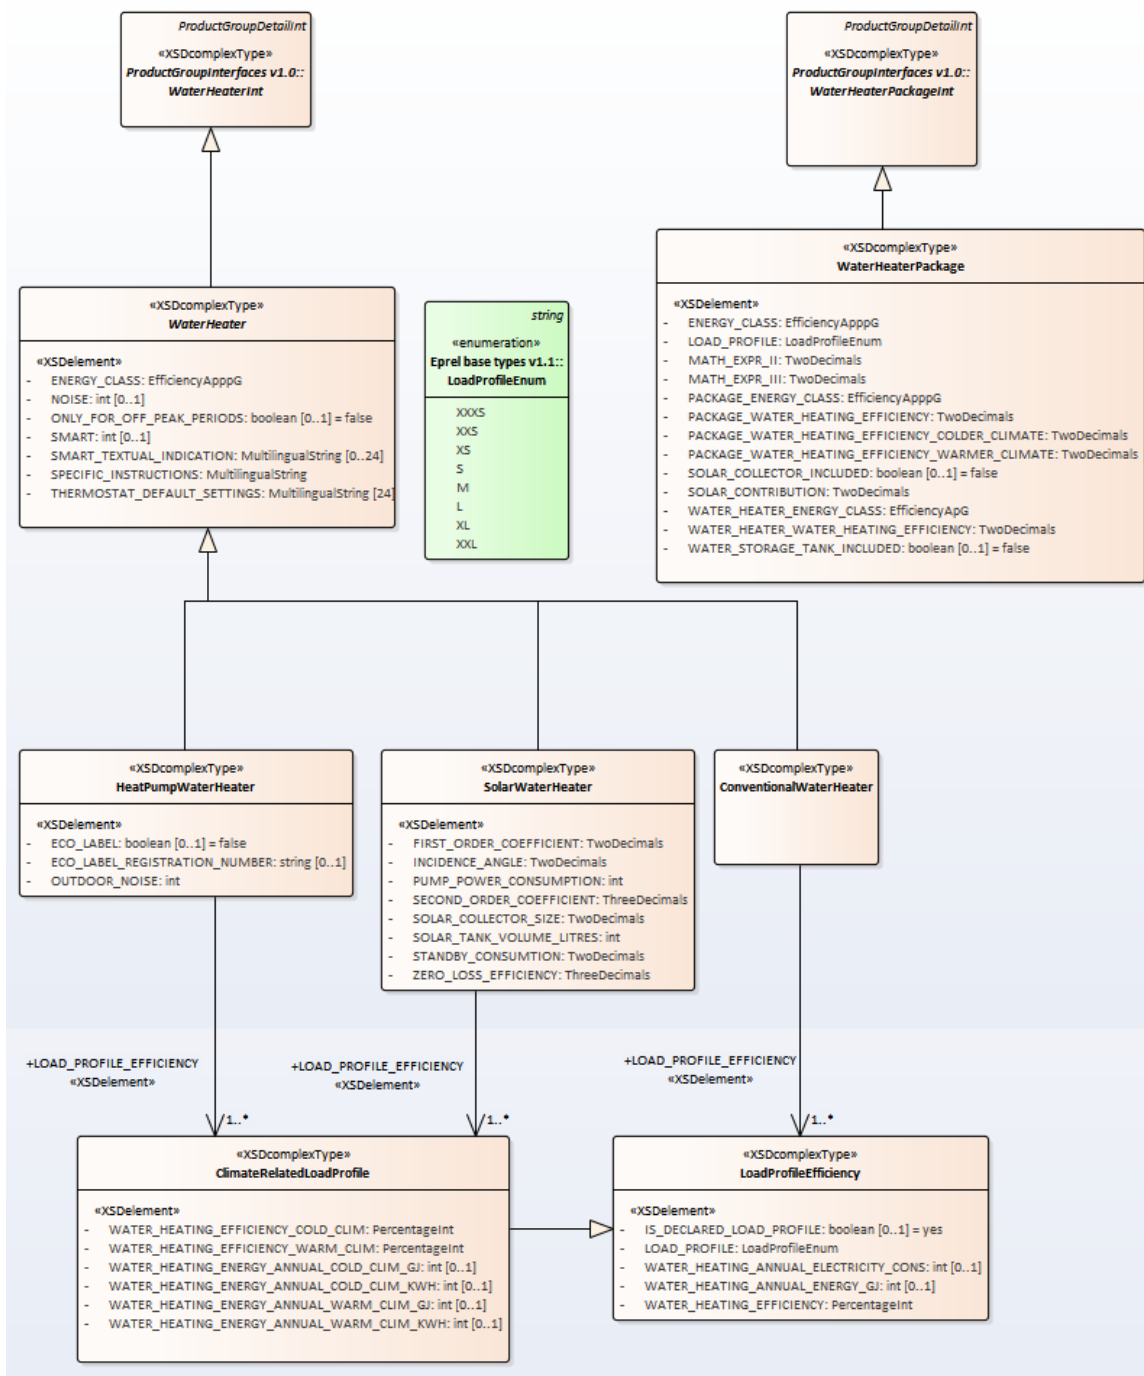 ProductGroupDetailInt
«XSDcomplexType»
ProductGroupInterfaces v1.0::
WaterHeaterInt
ProductGroupDetailInt
«XSDcomplexType»
ProductGroupInterfaces v1.0::
WaterHeaterPackageInt
«XSDcomplexType»
WaterHeater
«XSDelement»
- ENERGY_CLASS: EfficiencyApppG
- NOISE: int [0..1]
- ONLY_FOR_OFF_PEAK_PERIODS: boolean [0..1] = false
- SMART: int [0..1]
- SMART_TEXTUAL_INDICATION: MultilingualString [0..24]
- SPECIFIC_INSTRUCTIONS: MultilingualString
- THERMOSTAT_DEFAULT_SETTINGS: MultilingualString [24]
string
«enumeration»
Eprel base types v1.1::
LoadProfileEnum
XXXS
XXS
XS
S
M
L
XL
XXL
«XSDcomplexType»
WaterHeaterPackage
«XSDelement»
- ENERGY_CLASS: EfficiencyApppG
- LOAD_PROFILE: LoadProfileEnum
- MATH_EXPR_II: TwoDecimals
- MATH_EXPR_III: TwoDecimals
- PACKAGE_ENERGY_CLASS: EfficiencyApppG
- PACKAGE_WATER_HEATING_EFFICIENCY: TwoDecimals
- PACKAGE_WATER_HEATING_EFFICIENCY_COLDER_CLIMATE: TwoDecimals
- PACKAGE_WATER_HEATING_EFFICIENCY_WARMER_CLIMATE: TwoDecimals
- SOLAR_COLLECTOR_INCLUDED: boolean [0..1] = false
- SOLAR_CONTRIBUTION: TwoDecimals
- WATER_HEATER_ENERGY_CLASS: EfficiencyApG
- WATER_HEATER_WATER_HEATING_EFFICIENCY: TwoDecimals
- WATER_STORAGE_TANK_INCLUDED: boolean [0..1] = false
«XSDcomplexType»
HeatPumpWaterHeater
«XSDelement»
- ECO_LABEL: boolean [0..1] = false
- ECO_LABEL_REGISTRATION_NUMBER: string [0..1]
- OUTDOOR_NOISE: int
«XSDcomplexType»
SolarWaterHeater
«XSDelement»
- FIRST_ORDER_COEFFICIENT: TwoDecimals
- INCIDENCE_ANGLE: TwoDecimals
- PUMP_POWER_CONSUMPTION: int
- SECOND_ORDER_COEFFICIENT: ThreeDecimals
- SOLAR_COLLECTOR_SIZE: TwoDecimals
- SOLAR_TANK_VOLUME_LITRES: int
- STANDBY_CONSUMTION: TwoDecimals
- ZERO_LOSS_EFFICIENCY: ThreeDecimals
«XSDcomplexType»
ConventionalWaterHeater
+LOAD_PROFILE_EFFICIENCY
«XSDelement»
1..*
+LOAD_PROFILE_EFFICIENCY
«XSDelement»
1..*
+LOAD_PROFILE_EFFICIENCY
«XSDelement»
1..*
«XSDcomplexType»
ClimateRelatedLoadProfile
«XSDelement»
- WATER_HEATING_EFFICIENCY_COLD_CLIM: PercentageInt
- WATER_HEATING_EFFICIENCY_WARM_CLIM: PercentageInt
- WATER_HEATING_ENERGY_ANNUAL_COLD_CLIM_GJ: int [0..1]
- WATER_HEATING_ENERGY_ANNUAL_COLD_CLIM_KWH: int [0..1]
- WATER_HEATING_ENERGY_ANNUAL_WARM_CLIM_GJ: int [0..1]
- WATER_HEATING_ENERGY_ANNUAL_WARM_CLIM_KWH: int [0..1]
«XSDcomplexType»
LoadProfileEfficiency
«XSDelement»
- IS_DECLARED_LOAD_PROFILE: boolean [0..1] = yes
- LOAD_PROFILE: LoadProfileEnum
- WATER_HEATING_ANNUAL_ELECTRICITY_CONS: int [0..1]
- WATER_HEATING_ANNUAL_ENERGY_GJ: int [0..1]
- WATER_HEATING_EFFICIENCY: PercentageInt